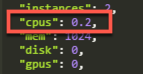 "instances": 2,
"cpus": 0.2,
"mem": 1024,
"disk": 0,
"gpus": 0,